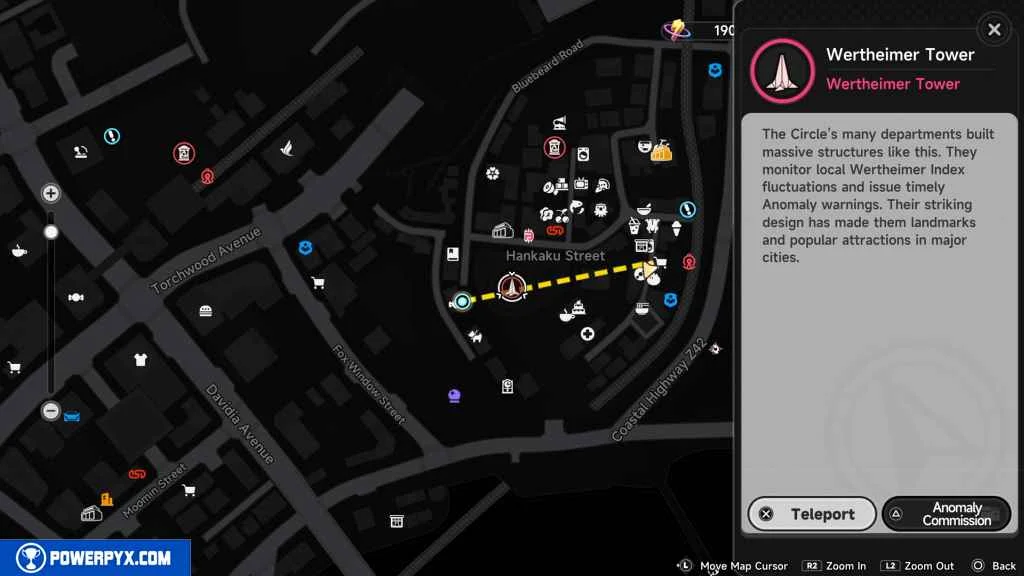 190
Wertheimer Tower
Wertheimer Tower
The Circle's many departments built
massive structures like this. They
monitor local Wertheimer Index
fluctuations and issue timely
Anomaly warnings. Their striking
design has made them landmarks
and popular attractions in major
cities.
Bluebeard Road
Torchwood Avenue
Hankaku Street
Fox Window Street
Davidia Avenue
Coastal Highway Z42
Moomin Street
Teleport
Anomaly
Commission
POWERPYX.COM
L Move Map Cursor R2 Zoom In L2 Zoom Out Back